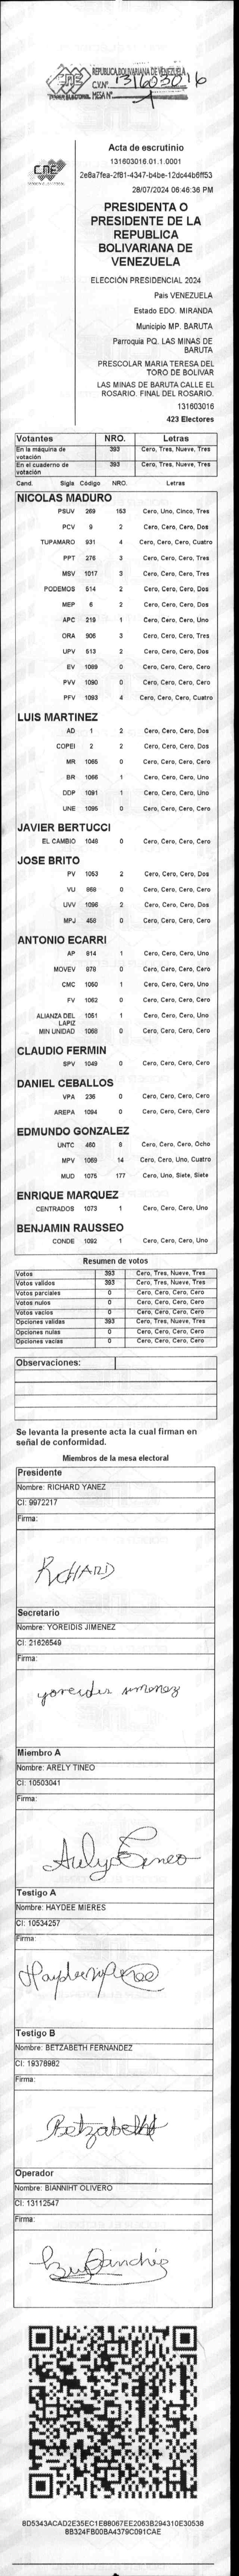 CNE
PODER ELECTORAL
REPUBLICA BOLIVARIANA DE VENEZUELA
C.V.Nº 131603016
MESA Nº 1
CNE
Acta de escrutinio
131603016.01.1.0001
2e8a7fea-2f81-4347-b4be-12dc44b6ff53
28/07/2024 06:46:36 PM
PRESIDENTA O
PRESIDENTE DE LA
REPUBLICA
BOLIVARIANA DE
VENEZUELA
ELECCIÓN PRESIDENCIAL 2024
Pais VENEZUELA
Estado EDO. MIRANDA
Municipio MP. BARUTA
Parroquia PQ. LAS MINAS DE
BARUTA
PRESCOLAR MARIA TERESA DEL
TORO DE BOLIVAR
LAS MINAS DE BARUTA CALLE EL
ROSARIO. FINAL DEL ROSARIO.
131603016
423 Electores
Votantes NRO. Letras
En la máquina de votación 393 Cero, Tres, Nueve, Tres
En el cuaderno de votación 393 Cero, Tres, Nueve, Tres
Cand. Sigla Código NRO. Letras
NICOLAS MADURO
PSUV 269 153 Cero, Uno, Cinco, Tres
PCV 9 2 Cero, Cero, Cero, Dos
TUPAMARO 931 4 Cero, Cero, Cero, Cuatro
PPT 276 3 Cero, Cero, Cero, Tres
MSV 1017 3 Cero, Cero, Cero, Tres
PODEMOS 514 2 Cero, Cero, Cero, Dos
MEP 6 2 Cero, Cero, Cero, Dos
APC 219 1 Cero, Cero, Cero, Uno
ORA 906 3 Cero, Cero, Cero, Tres
UPV 513 2 Cero, Cero, Cero, Dos
EV 1089 0 Cero, Cero, Cero, Cero
PVV 1090 0 Cero, Cero, Cero, Cero
PFV 1093 4 Cero, Cero, Cero, Cuatro
LUIS MARTINEZ
AD 1 2 Cero, Cero, Cero, Dos
COPEI 2 2 Cero, Cero, Cero, Dos
MR 1065 0 Cero, Cero, Cero, Cero
BR 1066 1 Cero, Cero, Cero, Uno
DDP 1091 1 Cero, Cero, Cero, Uno
UNE 1095 0 Cero, Cero, Cero, Cero
JAVIER BERTUCCI
EL CAMBIO 1048 0 Cero, Cero, Cero, Cero
JOSE BRITO
PV 1053 2 Cero, Cero, Cero, Dos
VU 868 0 Cero, Cero, Cero, Cero
UVV 1096 2 Cero, Cero, Cero, Dos
MPJ 458 0 Cero, Cero, Cero, Cero
ANTONIO ECARRI
AP 814 1 Cero, Cero, Cero, Uno
MOVEV 978 0 Cero, Cero, Cero, Cero
CMC 1050 1 Cero, Cero, Cero, Uno
FV 1062 0 Cero, Cero, Cero, Cero
ALIANZA DEL LAPIZ 1051 1 Cero, Cero, Cero, Uno
MIN UNIDAD 1068 0 Cero, Cero, Cero, Cero
CLAUDIO FERMIN
SPV 1049 0 Cero, Cero, Cero, Cero
DANIEL CEBALLOS
VPA 236 0 Cero, Cero, Cero, Cero
AREPA 1094 0 Cero, Cero, Cero, Cero
EDMUNDO GONZALEZ
UNTC 460 8 Cero, Cero, Cero, Ocho
MPV 1069 14 Cero, Cero, Uno, Cuatro
MUD 1075 177 Cero, Uno, Siete, Siete
ENRIQUE MARQUEZ
CENTRADOS 1073 1 Cero, Cero, Cero, Uno
BENJAMIN RAUSSEO
CONDE 1092 1 Cero, Cero, Cero, Uno
Resumen de votos
Votos 393 Cero, Tres, Nueve, Tres
Votos validos 393 Cero, Tres, Nueve, Tres
Votos parciales 0 Cero, Cero, Cero, Cero
Votos nulos 0 Cero, Cero, Cero, Cero
Votos vacios 0 Cero, Cero, Cero, Cero
Opciones validas 393 Cero, Tres, Nueve, Tres
Opciones nulas 0 Cero, Cero, Cero, Cero
Opciones vacias 0 Cero, Cero, Cero, Cero
Observaciones:
Se levanta la presente acta la cual firman en
señal de conformidad.
Miembros de la mesa electoral
Presidente
Nombre: RICHARD YANEZ
CI: 9972217
Firma:
RICHARD
Secretario
Nombre: YOREIDIS JIMENEZ
CI: 21626549
Firma:
yoreidis jimenez
Miembro A
Nombre: ARELY TINEO
CI: 10503041
Firma:
Arely Tineo
Testigo A
Nombre: HAYDEE MIERES
CI: 10534257
Firma:
Testigo B
Nombre: BETZABETH FERNANDEZ
CI: 19378982
Firma:
Betzabeth
Operador
Nombre: BIANNIHT OLIVERO
CI: 13112547
Firma:
8D5343ACAD2E35EC1E88067EE2063B294310E30538
8B324FB00BA4379C091CAE